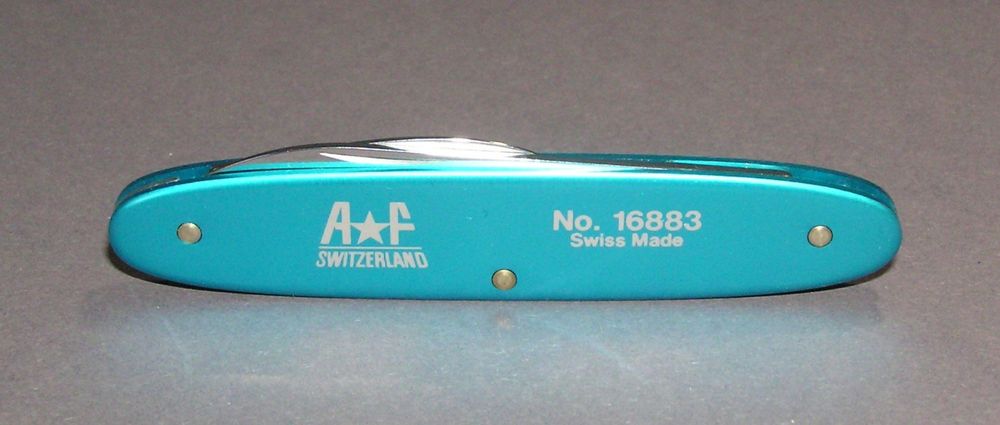 A★F
SWITZERLAND
No. 16883
Swiss Made